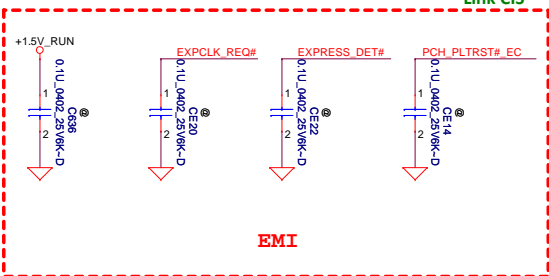 Link CIS
+1.5V_RUN
EXPCLK_REQ#
EXPRESS_DET#
PCH_PLTRST#_EC
1
2
0.1U_0402_25V6K~D
C636
@
1
2
0.1U_0402_25V6K~D
CE20
@
1
2
0.1U_0402_25V6K~D
CE22
@
1
2
0.1U_0402_25V6K~D
CE14
@
EMI